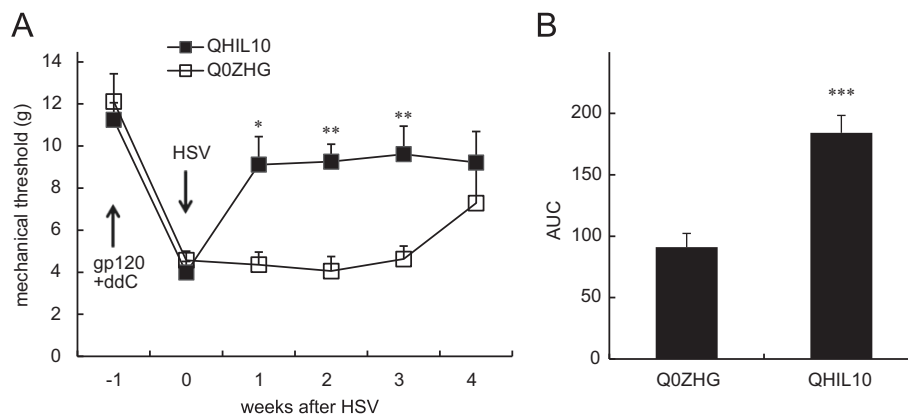 A
QHIL10
Q0ZHG
mechanical threshold (g)
14
12
10
8
6
4
2
0
gp120
+ddC
HSV
*
**
**
-1
0
1
2
3
4
weeks after HSV
B
AUC
200
150
100
50
0
***
Q0ZHG
QHIL10